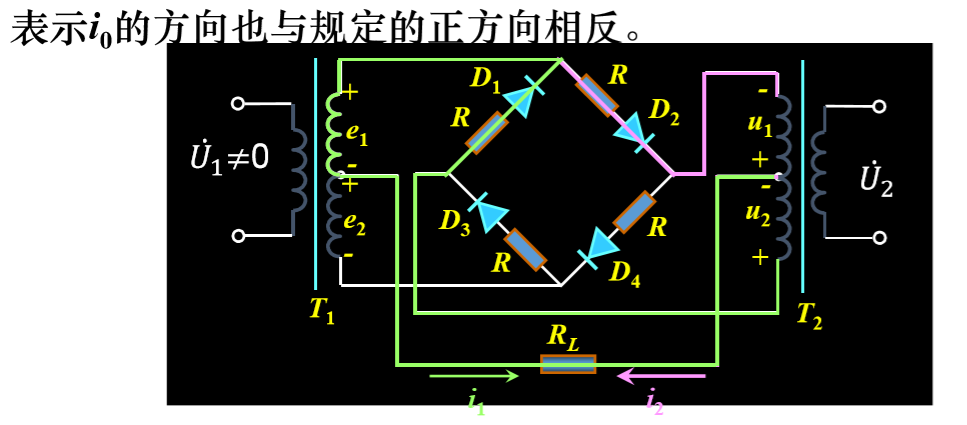 表示i₀的方向也与规定的正方向相反。
D₁
R
R
D₂
+
e₁
-
+
e₂
-
U̇₁≠0
-
u₁
+
-
u₂
+
U̇₂
D₃
R
R
D₄
T₁
T₂
R_L
i₁
i₂